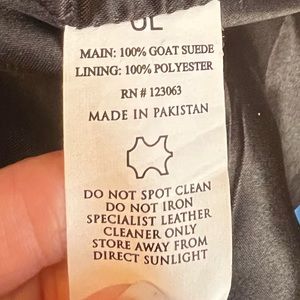 MAIN: 100% GOAT SUEDE
LINING: 100% POLYESTER
RN # 123063
MADE IN PAKISTAN
DO NOT SPOT CLEAN
DO NOT IRON
SPECIALIST LEATHER
CLEANER ONLY
STORE AWAY FROM
DIRECT SUNLIGHT